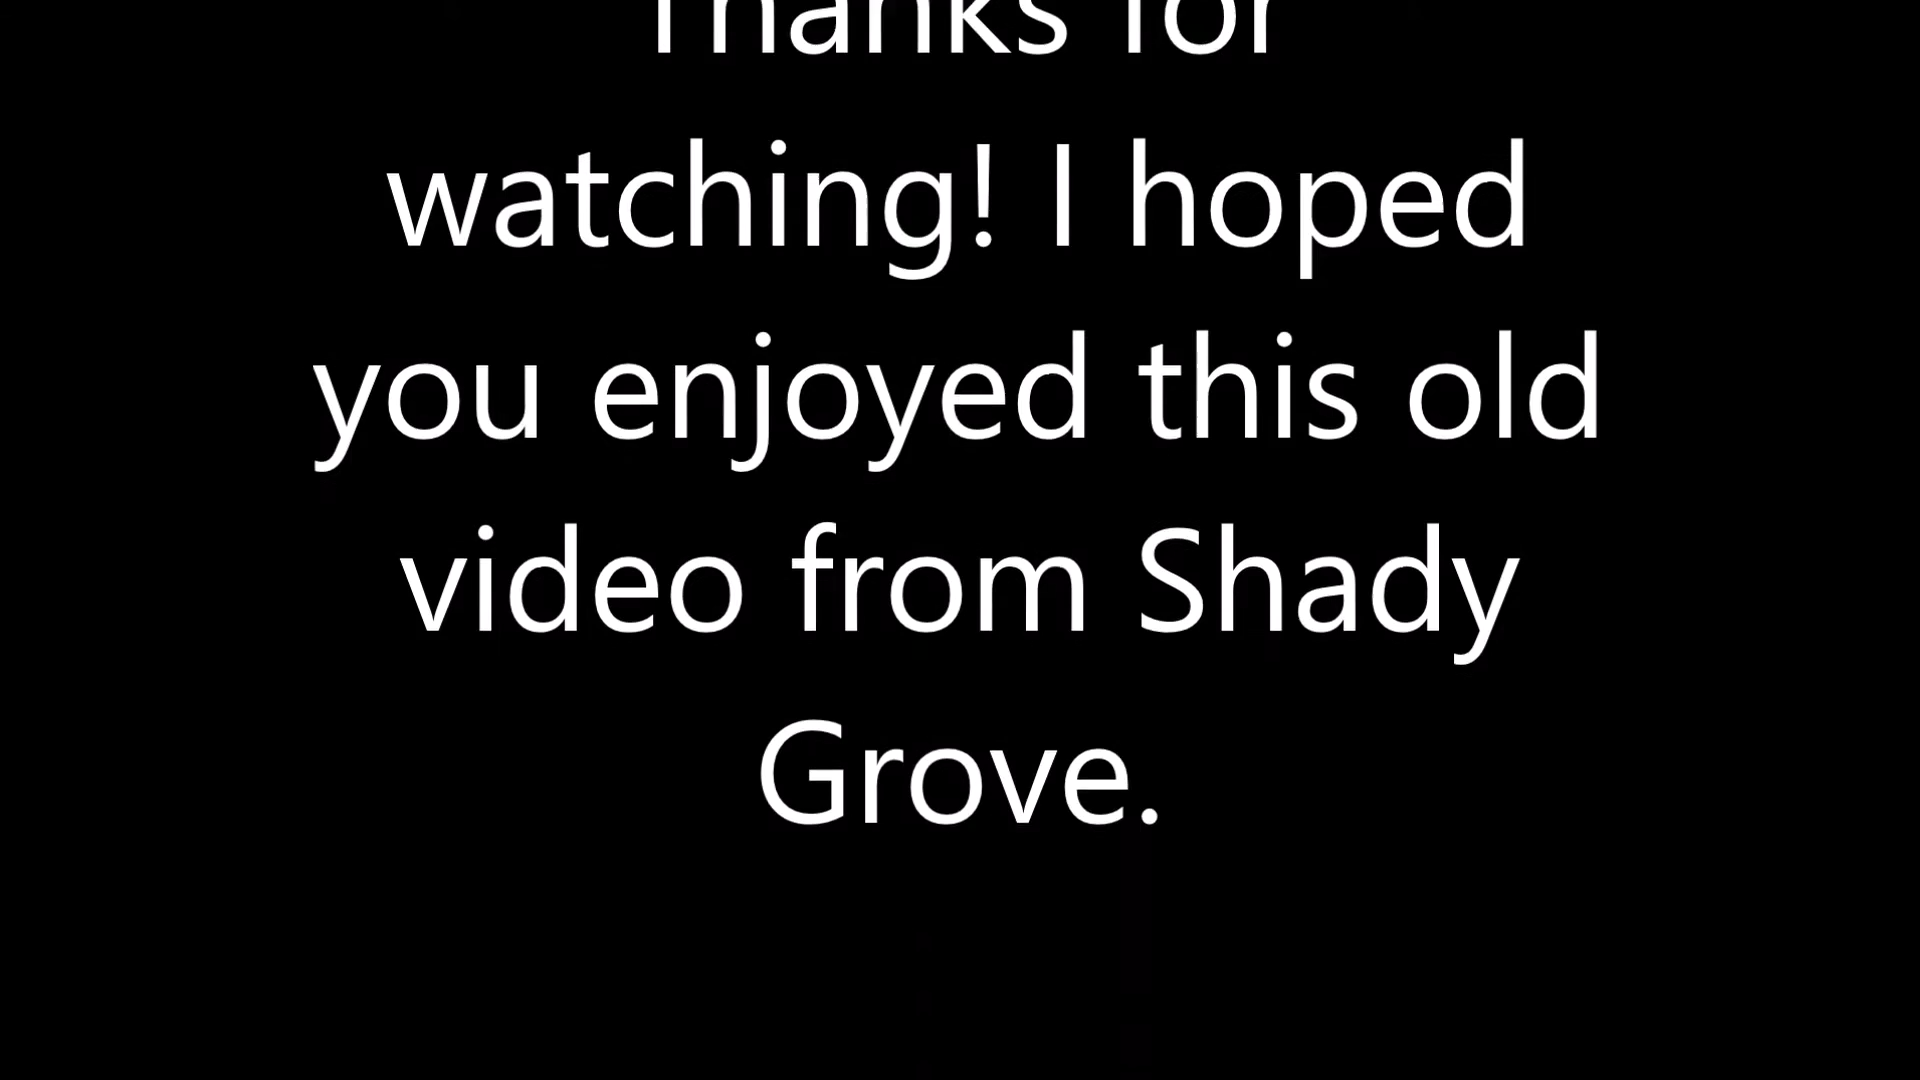 Thanks for
watching! I hoped
you enjoyed this old
video from Shady
Grove.